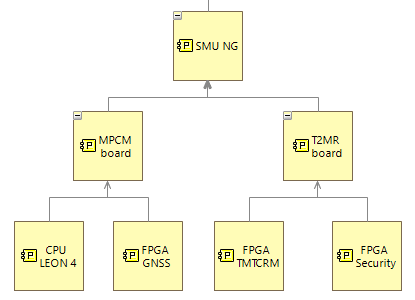 P SMU NG
P MPCM
board
P T2MR
board
P CPU
LEON 4
P FPGA
GNSS
P FPGA
TMTCRM
P FPGA
Security